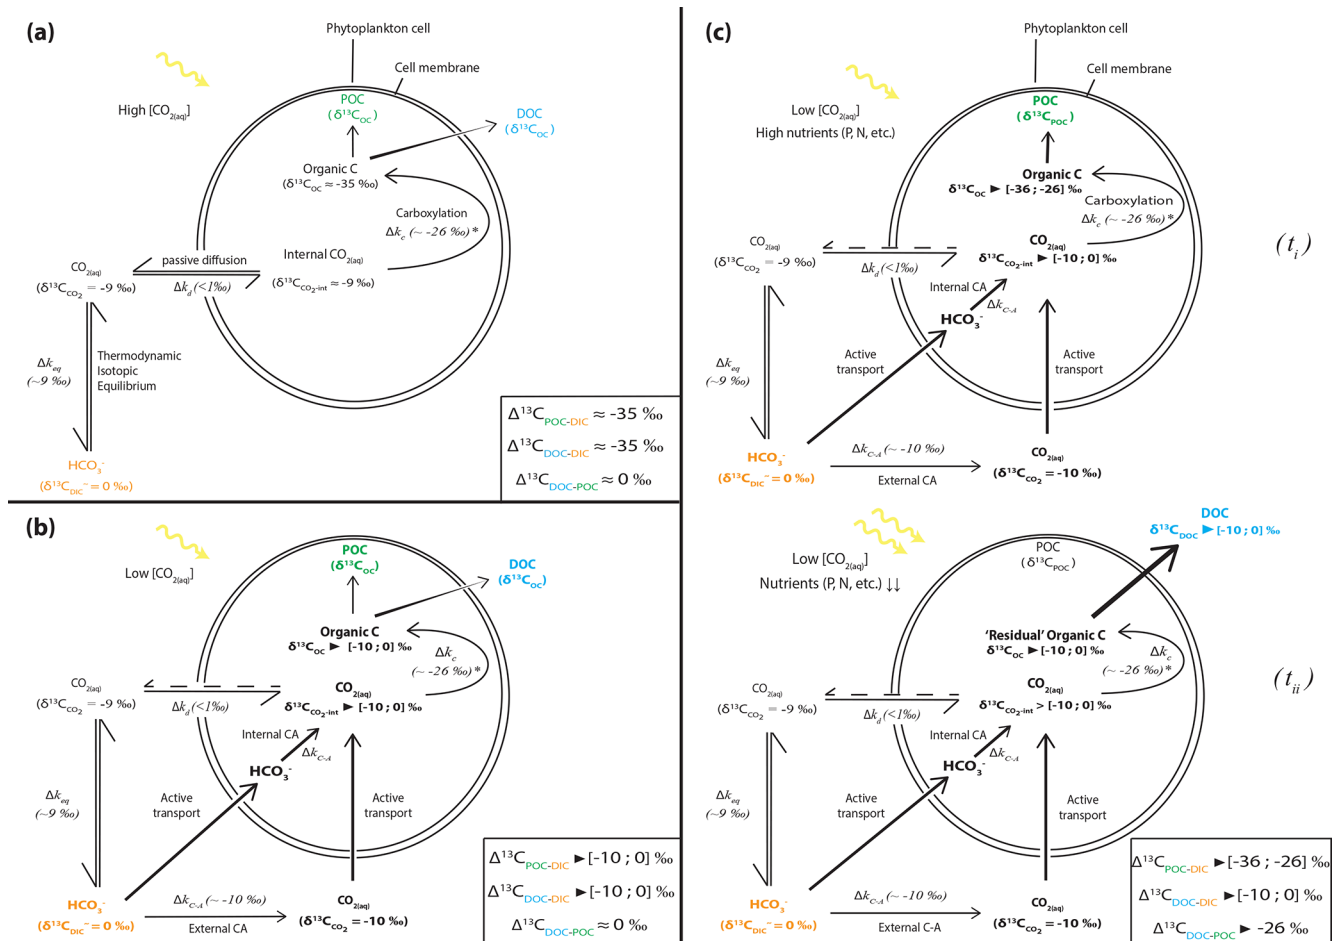 (a)
Phytoplankton cell
Cell membrane
High [CO2(aq)]
POC
(δ13COC)
DOC
(δ13COC)
Organic C
(δ13COC ≈ -35 ‰)
Carboxylation
Δkc (~ -26 ‰) *
passive diffusion
Δkd (<1‰)
Internal CO2(aq)
(δ13CCO2-int ≈ -9 ‰)
CO2(aq)
(δ13CCO2 = -9 ‰)
Δkeq
(~9 ‰)
Thermodynamic
Isotopic
Equilibrium
HCO3-
(δ13CDIC = 0 ‰)
Δ13CPOC-DIC ≈ -35 ‰
Δ13CDOC-DIC ≈ -35 ‰
Δ13CDOC-POC ≈ 0 ‰
(b)
Low [CO2(aq)]
POC
(δ13COC)
DOC
(δ13COC)
Organic C
δ13COC ► [-10 ; 0] ‰
Δkc
(~ -26 ‰) *
CO2(aq)
δ13CCO2-int ► [-10 ; 0] ‰
CO2(aq)
(δ13CCO2 = -9 ‰)
Δkd (<1‰)
Internal CA
ΔkC-A
HCO3-
Δkeq
(~9 ‰)
Active
transport
Active
transport
HCO3-
(δ13CDIC = 0 ‰)
ΔkC-A (~ -10 ‰)
External CA
CO2(aq)
(δ13CCO2 = -10 ‰)
Δ13CPOC-DIC ► [-10 ; 0] ‰
Δ13CDOC-DIC ► [-10 ; 0] ‰
Δ13CDOC-POC ≈ 0 ‰
(c)
Phytoplankton cell
Cell membrane
Low [CO2(aq)]
High nutrients (P, N, etc.)
POC
(δ13CPOC)
Organic C
δ13COC ► [-36 ; -26] ‰
Carboxylation
Δkc (~ -26 ‰) *
CO2(aq)
δ13CCO2-int ► [-10 ; 0] ‰
(ti)
CO2(aq)
(δ13CCO2 = -9 ‰)
Δkd (<1‰)
Internal CA
ΔkC-A
HCO3-
Δkeq
(~9 ‰)
Active
transport
Active
transport
HCO3-
(δ13CDIC = 0 ‰)
ΔkC-A (~ -10 ‰)
External CA
CO2(aq)
(δ13CCO2 = -10 ‰)
DOC
δ13CDOC ► [-10 ; 0] ‰
Low [CO2(aq)]
Nutrients (P, N, etc.) ↓↓
POC
(δ13CPOC)
'Residual' Organic C
δ13COC ► [-10 ; 0] ‰
Δkc
(~ -26 ‰) *
CO2(aq)
δ13CCO2-int > [-10 ; 0] ‰
(tii)
CO2(aq)
(δ13CCO2 = -9 ‰)
Δkd (<1‰)
Internal CA
ΔkC-A
HCO3-
Δkeq
(~9 ‰)
Active
transport
Active
transport
HCO3-
(δ13CDIC = 0 ‰)
ΔkC-A (~ -10 ‰)
External C-A
CO2(aq)
(δ13CCO2 = -10 ‰)
Δ13CPOC-DIC ► [-36 ; -26] ‰
Δ13CDOC-DIC ► [-10 ; 0] ‰
Δ13CDOC-POC ► -26 ‰